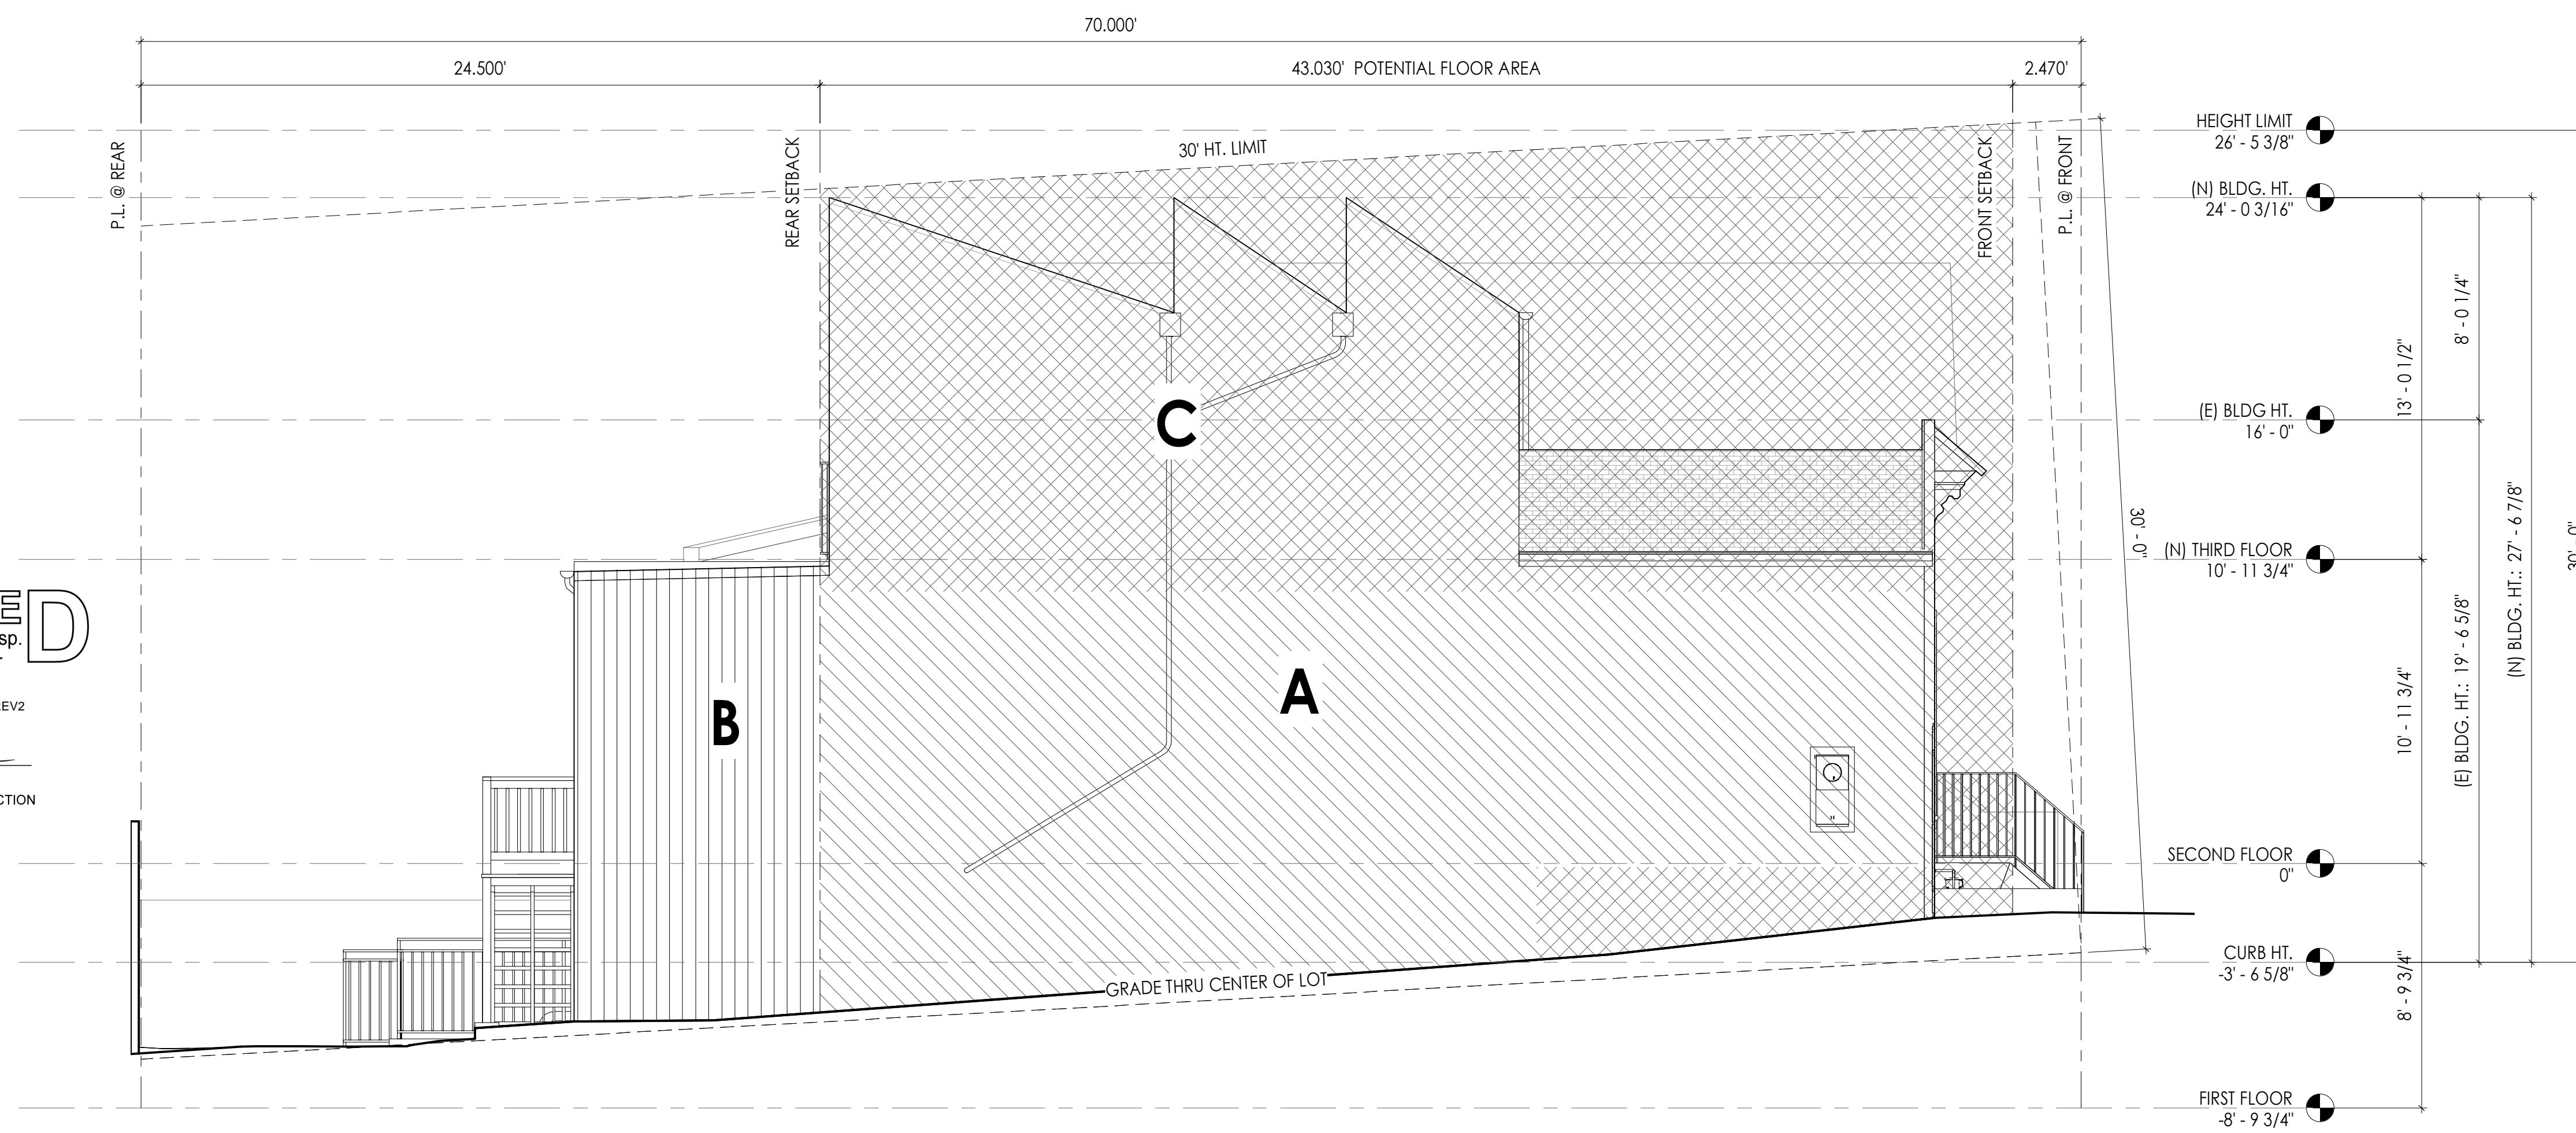 70.000'
24.500'
43.030' POTENTIAL FLOOR AREA
2.470'
P.L. @ REAR
REAR SETBACK
30' HT. LIMIT
FRONT SETBACK
P.L. @ FRONT
HEIGHT LIMIT
26' - 5 3/8"
(N) BLDG. HT.
24' - 0 3/16"
(E) BLDG HT.
16' - 0"
(N) THIRD FLOOR
10' - 11 3/4"
SECOND FLOOR
0"
CURB HT.
-3' - 6 5/8"
FIRST FLOOR
-8' - 9 3/4"
30' - 0"
13' - 0 1/2"
10' - 11 3/4"
8' - 9 3/4"
8' - 0 1/4"
(E) BLDG. HT.: 19' - 6 5/8"
(N) BLDG. HT.: 27' - 6 7/8"
30' - 0"
C
A
B
GRADE THRU CENTER OF LOT
ED
sp.
EV2
CTION